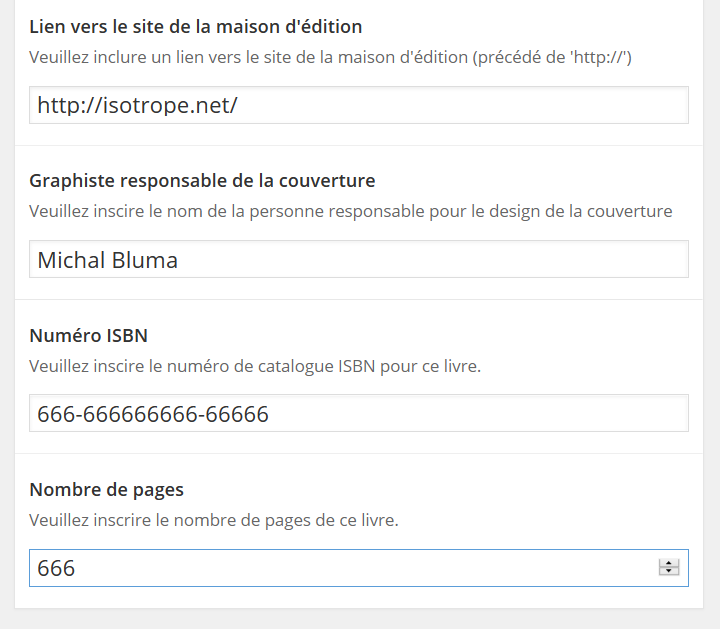 Lien vers le site de la maison d'édition
Veuillez inclure un lien vers le site de la maison d'édition (précédé de 'http://')
http://isotrope.net/
Graphiste responsable de la couverture
Veuillez inscire le nom de la personne responsable pour le design de la couverture
Michal Bluma
Numéro ISBN
Veuillez inscire le numéro de catalogue ISBN pour ce livre.
666-666666666-66666
Nombre de pages
Veuillez inscrire le nombre de pages de ce livre.
666